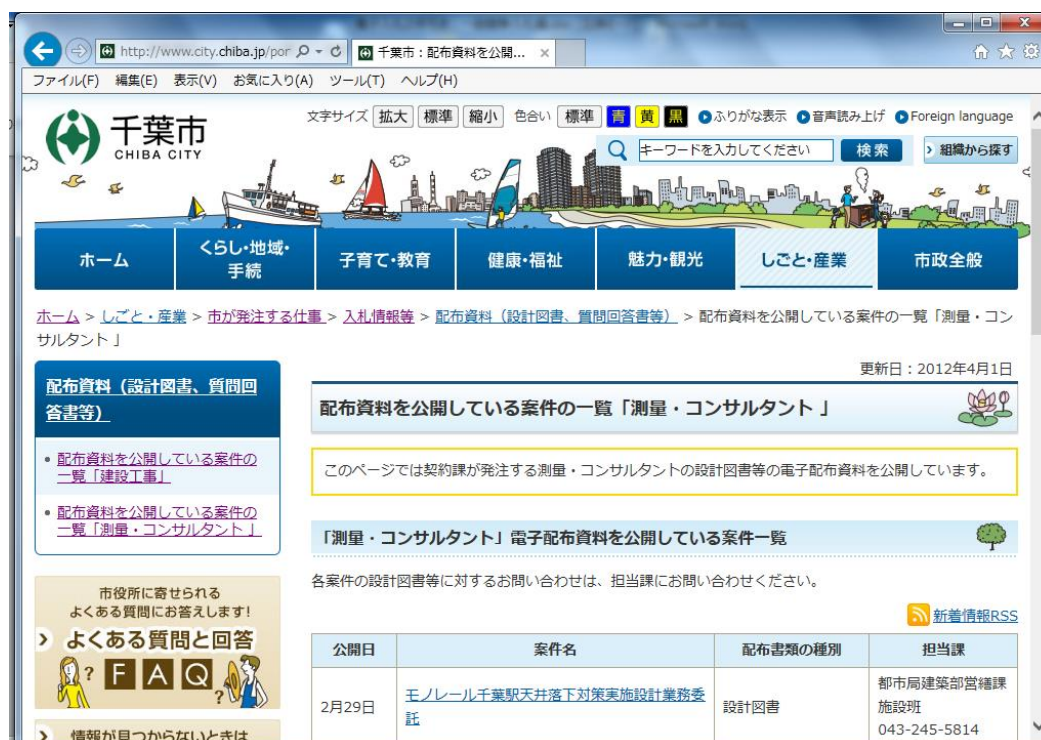 http://www.city.chiba.jp/por
千葉市：配布資料を公開...
ファイル(F) 編集(E) 表示(V) お気に入り(A) ツール(T) ヘルプ(H)
千葉市
CHIBA CITY
文字サイズ 拡大 標準 縮小 色合い 標準 青 黄 黒 ふりがな表示 音声読み上げ Foreign language
キーワードを入力してください 検索 組織から探す
ホーム
くらし・地域・
手続
子育て・教育
健康・福祉
魅力・観光
しごと・産業
市政全般
ホーム > しごと・産業 > 市が発注する仕事 > 入札情報等 > 配布資料（設計図書、質問回答書等） > 配布資料を公開している案件の一覧「測量・コン
サルタント 」
更新日：2012年4月1日
配布資料（設計図書、質問回
答書等）
配布資料を公開している案件の
一覧「建設工事」
配布資料を公開している案件の
一覧「測量・コンサルタント 」
市役所に寄せられる
よくある質問にお答えします!
よくある質問と回答
? F A Q ?
情報が見つからないときは
配布資料を公開している案件の一覧「測量・コンサルタント 」
このページでは契約課が発注する測量・コンサルタントの設計図書等の電子配布資料を公開しています。
「測量・コンサルタント」電子配布資料を公開している案件一覧
各案件の設計図書等に対するお問い合わせは、担当課にお問い合わせください。
新着情報RSS
公開日 案件名 配布書類の種別 担当課
2月29日
モノレール千葉駅天井落下対策実施設計業務委
託
設計図書
都市局建築部営繕課
施設班
043-245-5814